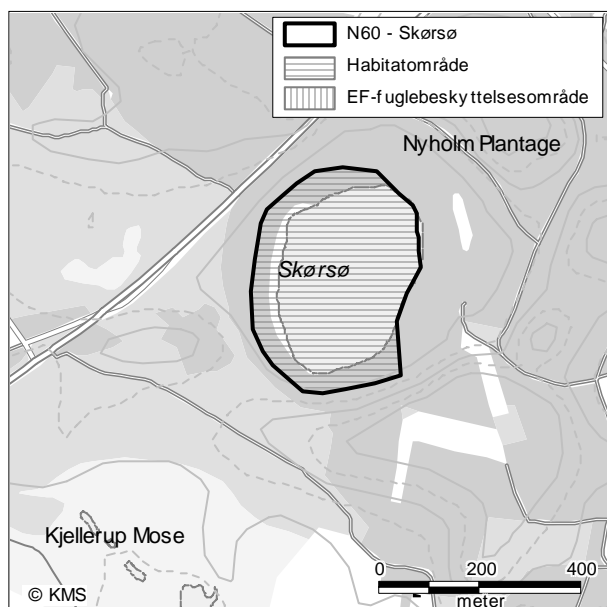 N60 - Skørsø
Habitatområde
EF-fuglebeskyttelsesområde
Nyholm Plantage
Skørsø
Kjellerup Mose
0 200 400
meter
© KMS